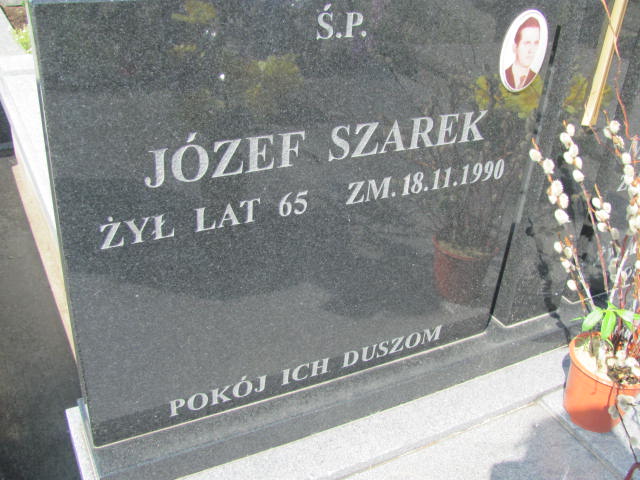 Ś.P.
JÓZEF SZAREK
ŻYŁ LAT 65 ZM. 18.11.1990
POKÓJ ICH DUSZOM